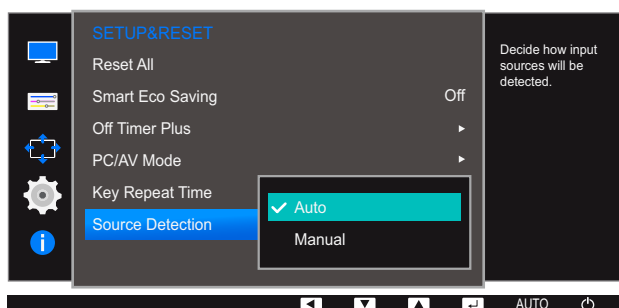 SETUP&RESET
Reset All
Smart Eco Saving Off
Off Timer Plus
PC/AV Mode
Key Repeat Time
Source Detection
Auto
Manual
Decide how input
sources will be
detected.
AUTO